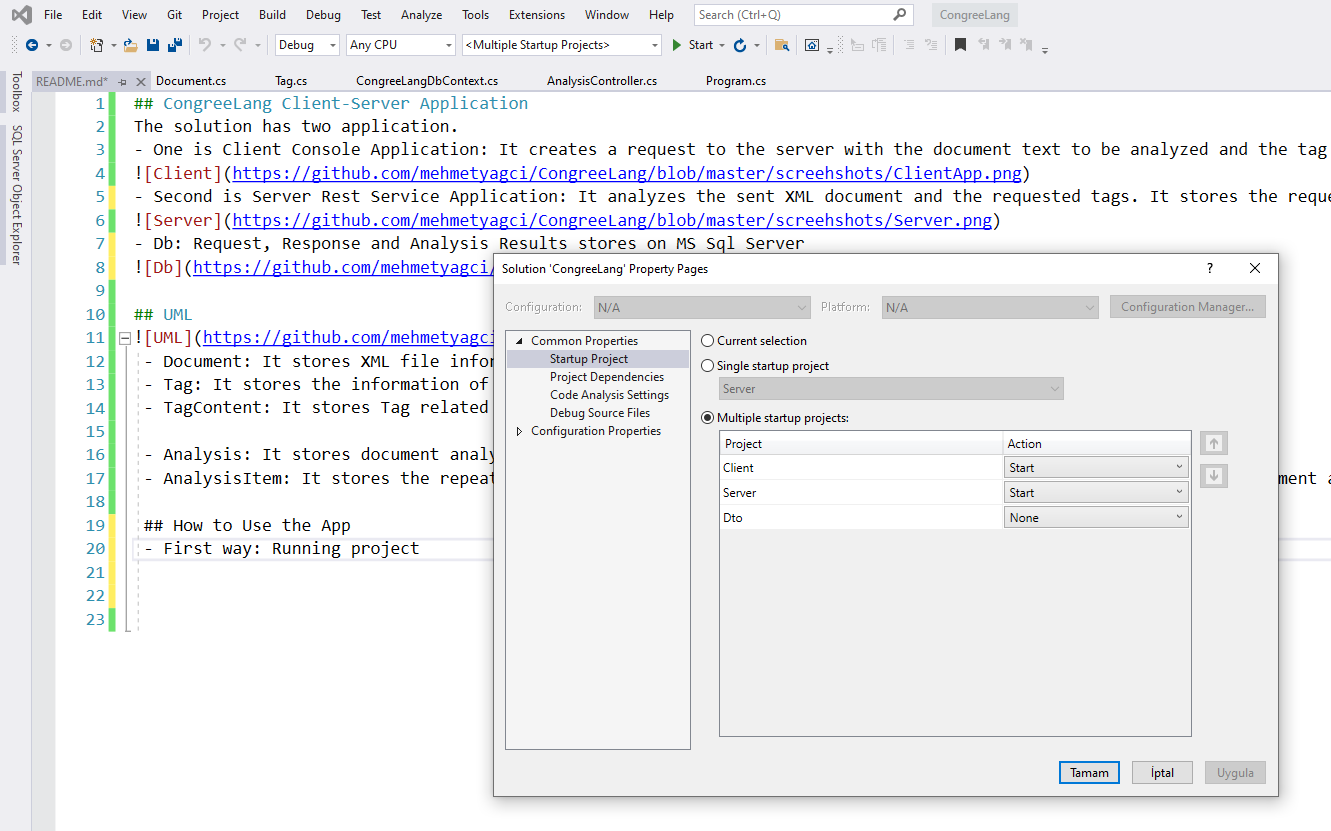 File Edit View Git Project Build Debug Test Analyze Tools Extensions Window Help Search (Ctrl+Q) CongreeLang
Debug Any CPU <Multiple Startup Projects> Start
Toolbox
SQL Server Object Explorer
README.md* Document.cs Tag.cs CongreeLangDbContext.cs AnalysisController.cs Program.cs
1 ## CongreeLang Client-Server Application
2 The solution has two application.
3 - One is Client Console Application: It creates a request to the server with the document text to be analyzed and the tag
4 ![Client](https://github.com/mehmetyagci/CongreeLang/blob/master/screehshots/ClientApp.png)
5 - Second is Server Rest Service Application: It analyzes the sent XML document and the requested tags. It stores the reque
6 ![Server](https://github.com/mehmetyagci/CongreeLang/blob/master/screehshots/Server.png)
7 - Db: Request, Response and Analysis Results stores on MS Sql Server
8 ![Db](https://github.com/mehmetyagci/
9
10 ## UML
11 ![UML](https://github.com/mehmetyagci
12 - Document: It stores XML file infor
13 - Tag: It stores the information of
14 - TagContent: It stores Tag related
15
16 - Analysis: It stores document analy
17 - AnalysisItem: It stores the repeat ment a
18
19 ## How to Use the App
20 - First way: Running project
21
22
23
Solution 'CongreeLang' Property Pages ?
Configuration: N/A Platform: N/A Configuration Manager...
Common Properties
Startup Project
Project Dependencies
Code Analysis Settings
Debug Source Files
Configuration Properties
Current selection
Single startup project
Server
Multiple startup projects:
Project Action
Client Start
Server Start
Dto None
Tamam İptal Uygula